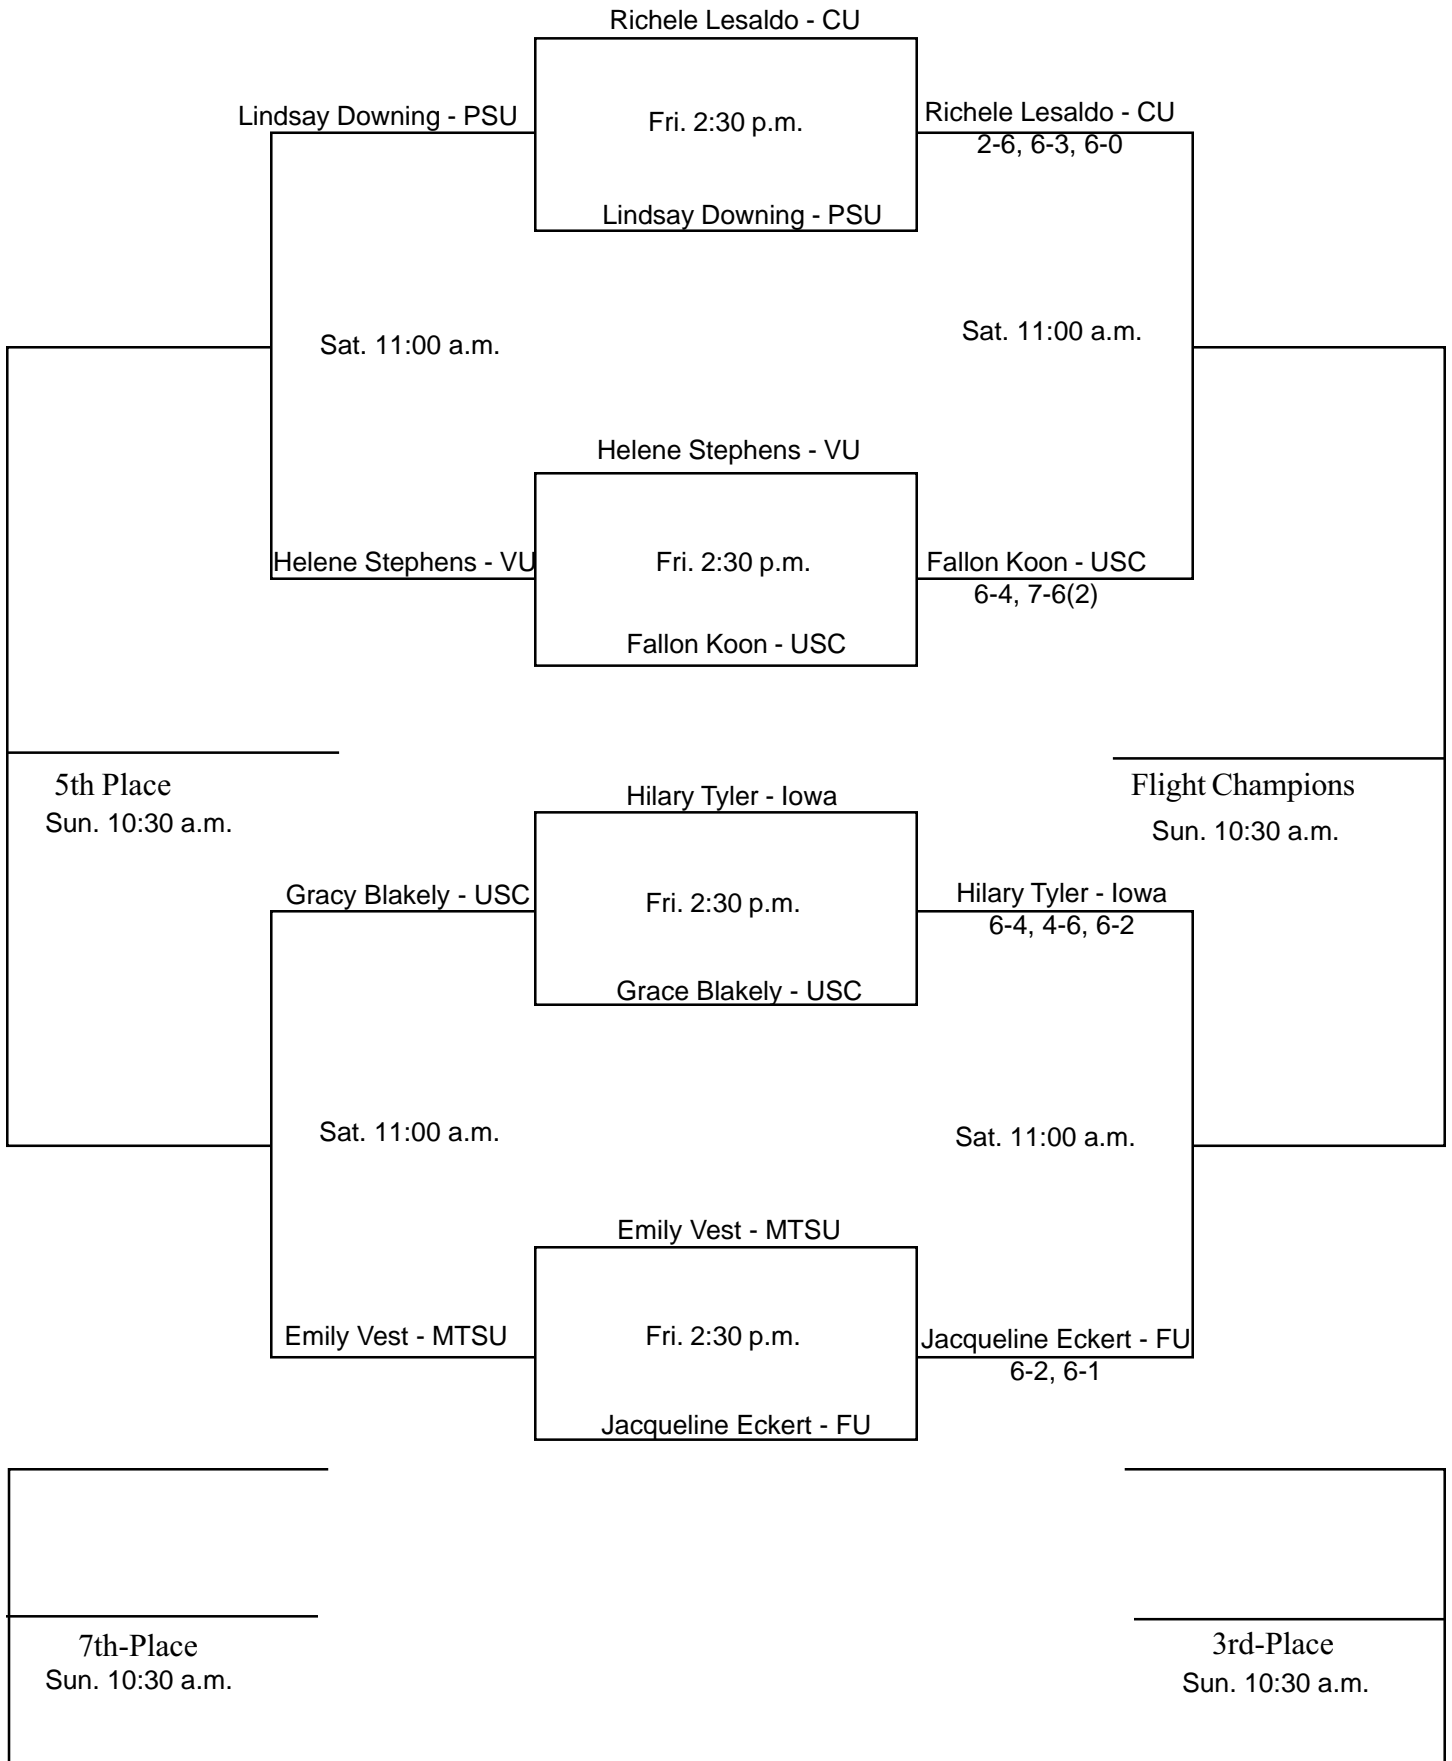 Richele Lesaldo - CU
Lindsay Downing - PSU
Fri. 2:30 p.m.
Richele Lesaldo - CU
2-6, 6-3, 6-0
Lindsay Downing - PSU
Sat. 11:00 a.m.
Sat. 11:00 a.m.
Helene Stephens - VU
Helene Stephens - VU
Fri. 2:30 p.m.
Fallon Koon - USC
6-4, 7-6(2)
Fallon Koon - USC
5th Place
Sun. 10:30 a.m.
Hilary Tyler - Iowa
Flight Champions
Sun. 10:30 a.m.
Gracy Blakely - USC
Fri. 2:30 p.m.
Hilary Tyler - Iowa
6-4, 4-6, 6-2
Grace Blakely - USC
Sat. 11:00 a.m.
Sat. 11:00 a.m.
Emily Vest - MTSU
Emily Vest - MTSU
Fri. 2:30 p.m.
Jacqueline Eckert - FU
6-2, 6-1
Jacqueline Eckert - FU
7th-Place
Sun. 10:30 a.m.
3rd-Place
Sun. 10:30 a.m.